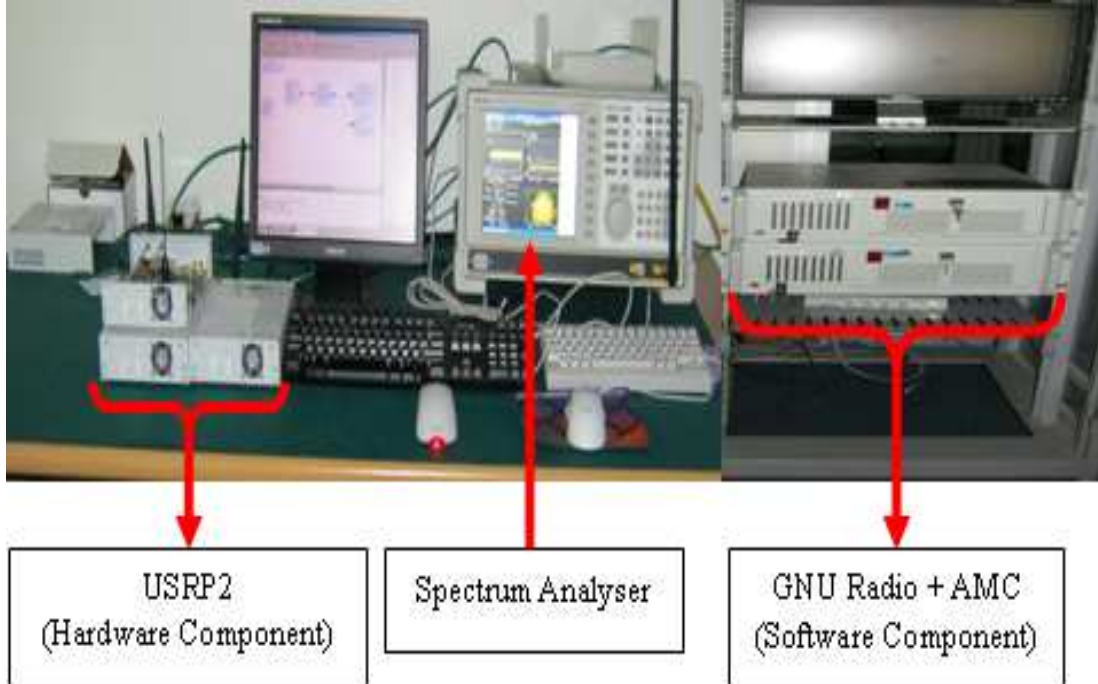 USRP2
(Hardware Component)
Spectrum Analyser
GNU Radio + AMC
(Software Component)